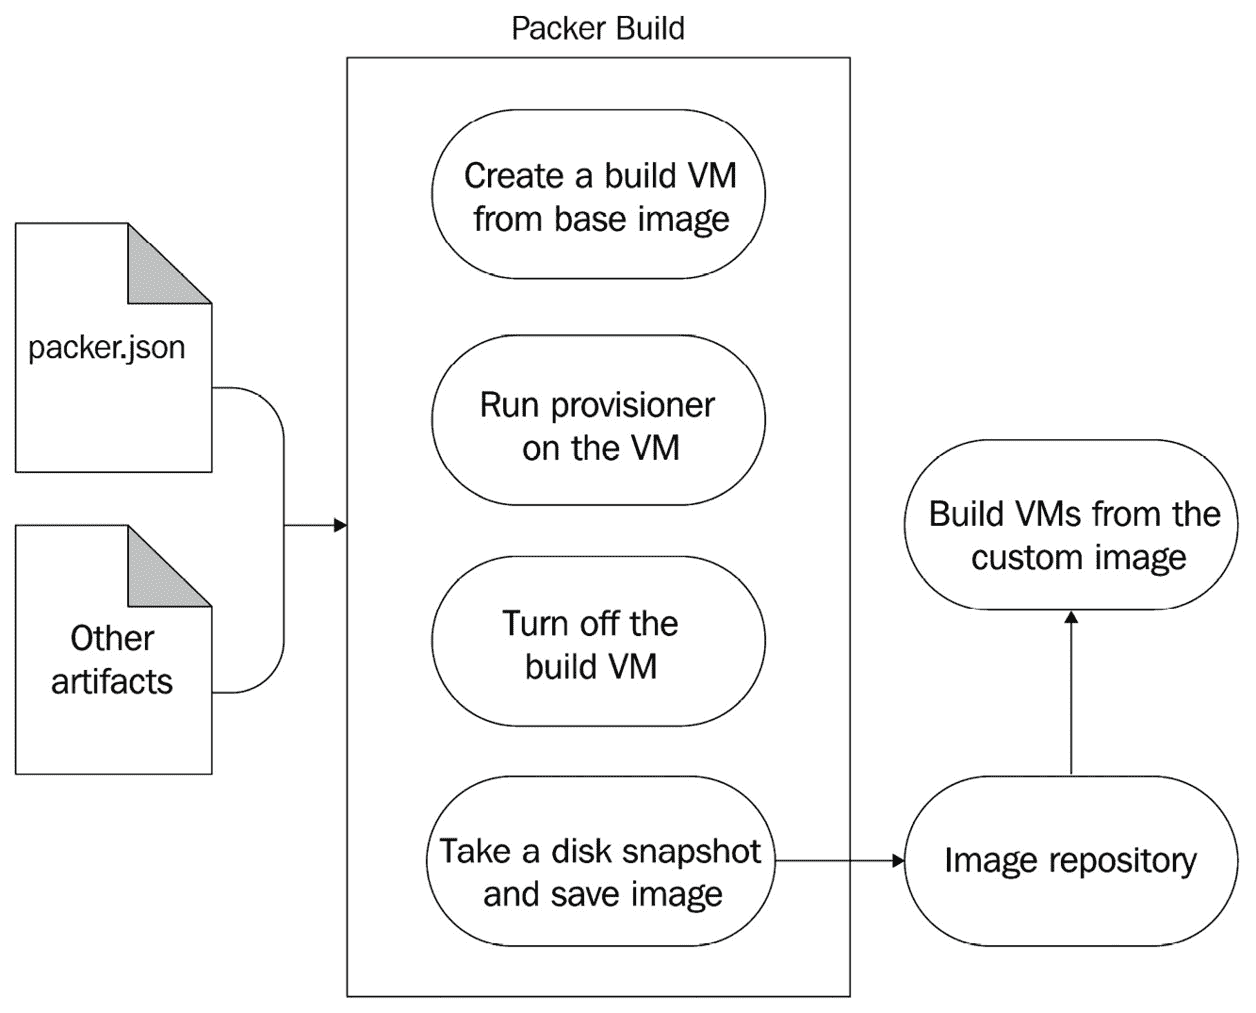 Packer Build
Create a build VM
from base image
packer.json
Run provisioner
on the VM
Other
artifacts
Turn off the
build VM
Take a disk snapshot
and save image
Image repository
Build VMs from the
custom image